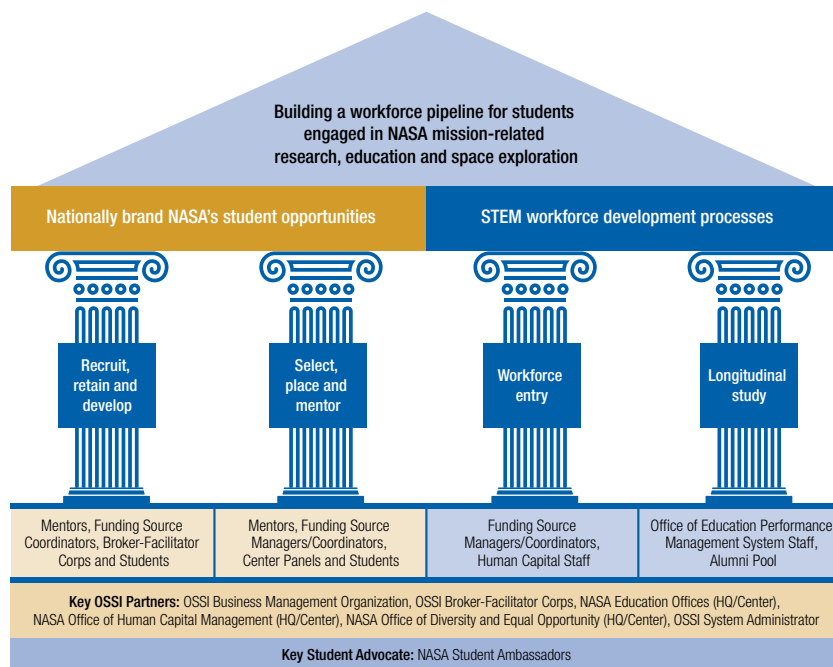 Building a workforce pipeline for students
engaged in NASA mission-related
research, education and space exploration
Nationally brand NASA's student opportunities
STEM workforce development processes
Recruit,
retain and
develop
Select,
place and
mentor
Workforce
entry
Longitudinal
study
Mentors, Funding Source
Coordinators, Broker-Facilitator
Corps and Students
Mentors, Funding Source
Managers/Coordinators,
Center Panels and Students
Funding Source
Managers/Coordinators,
Human Capital Staff
Office of Education Performance
Management System Staff,
Alumni Pool
Key OSSI Partners: OSSI Business Management Organization, OSSI Broker-Facilitator Corps, NASA Education Offices (HQ/Center),
NASA Office of Human Capital Management (HQ/Center), NASA Office of Diversity and Equal Opportunity (HQ/Center), OSSI System Administrator
Key Student Advocate: NASA Student Ambassadors